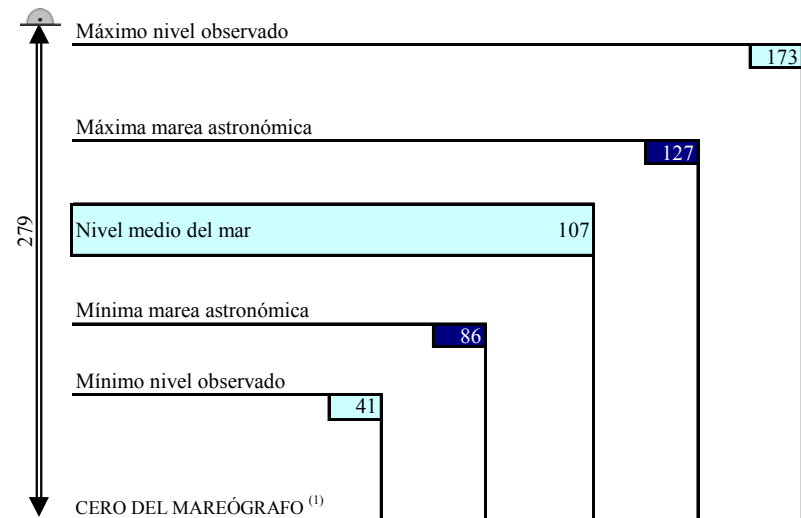 Máximo nivel observado
173
Máxima marea astronómica
127
279
Nivel medio del mar 107
Mínima marea astronómica
86
Mínimo nivel observado
41
CERO DEL MAREÓGRAFO (1)